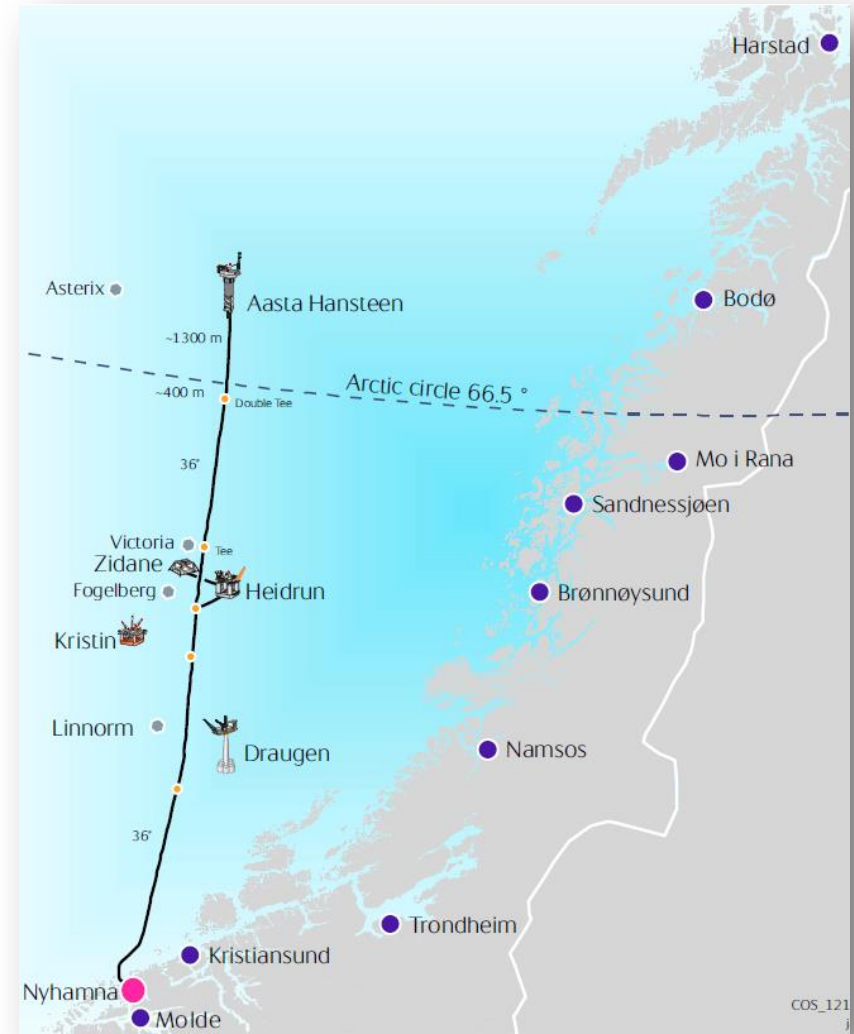 Harstad
Asterix
Aasta Hansteen
Bodø
~1300 m
Arctic circle 66.5 °
~400 m
Double Tee
36'
Mo i Rana
Sandnessjøen
Victoria
Tee
Zidane
Fogelberg
Heidrun
Brønnøysund
Kristin
Linnorm
Draugen
Namsos
36'
Trondheim
Kristiansund
Nyhamna
COS_121
Molde